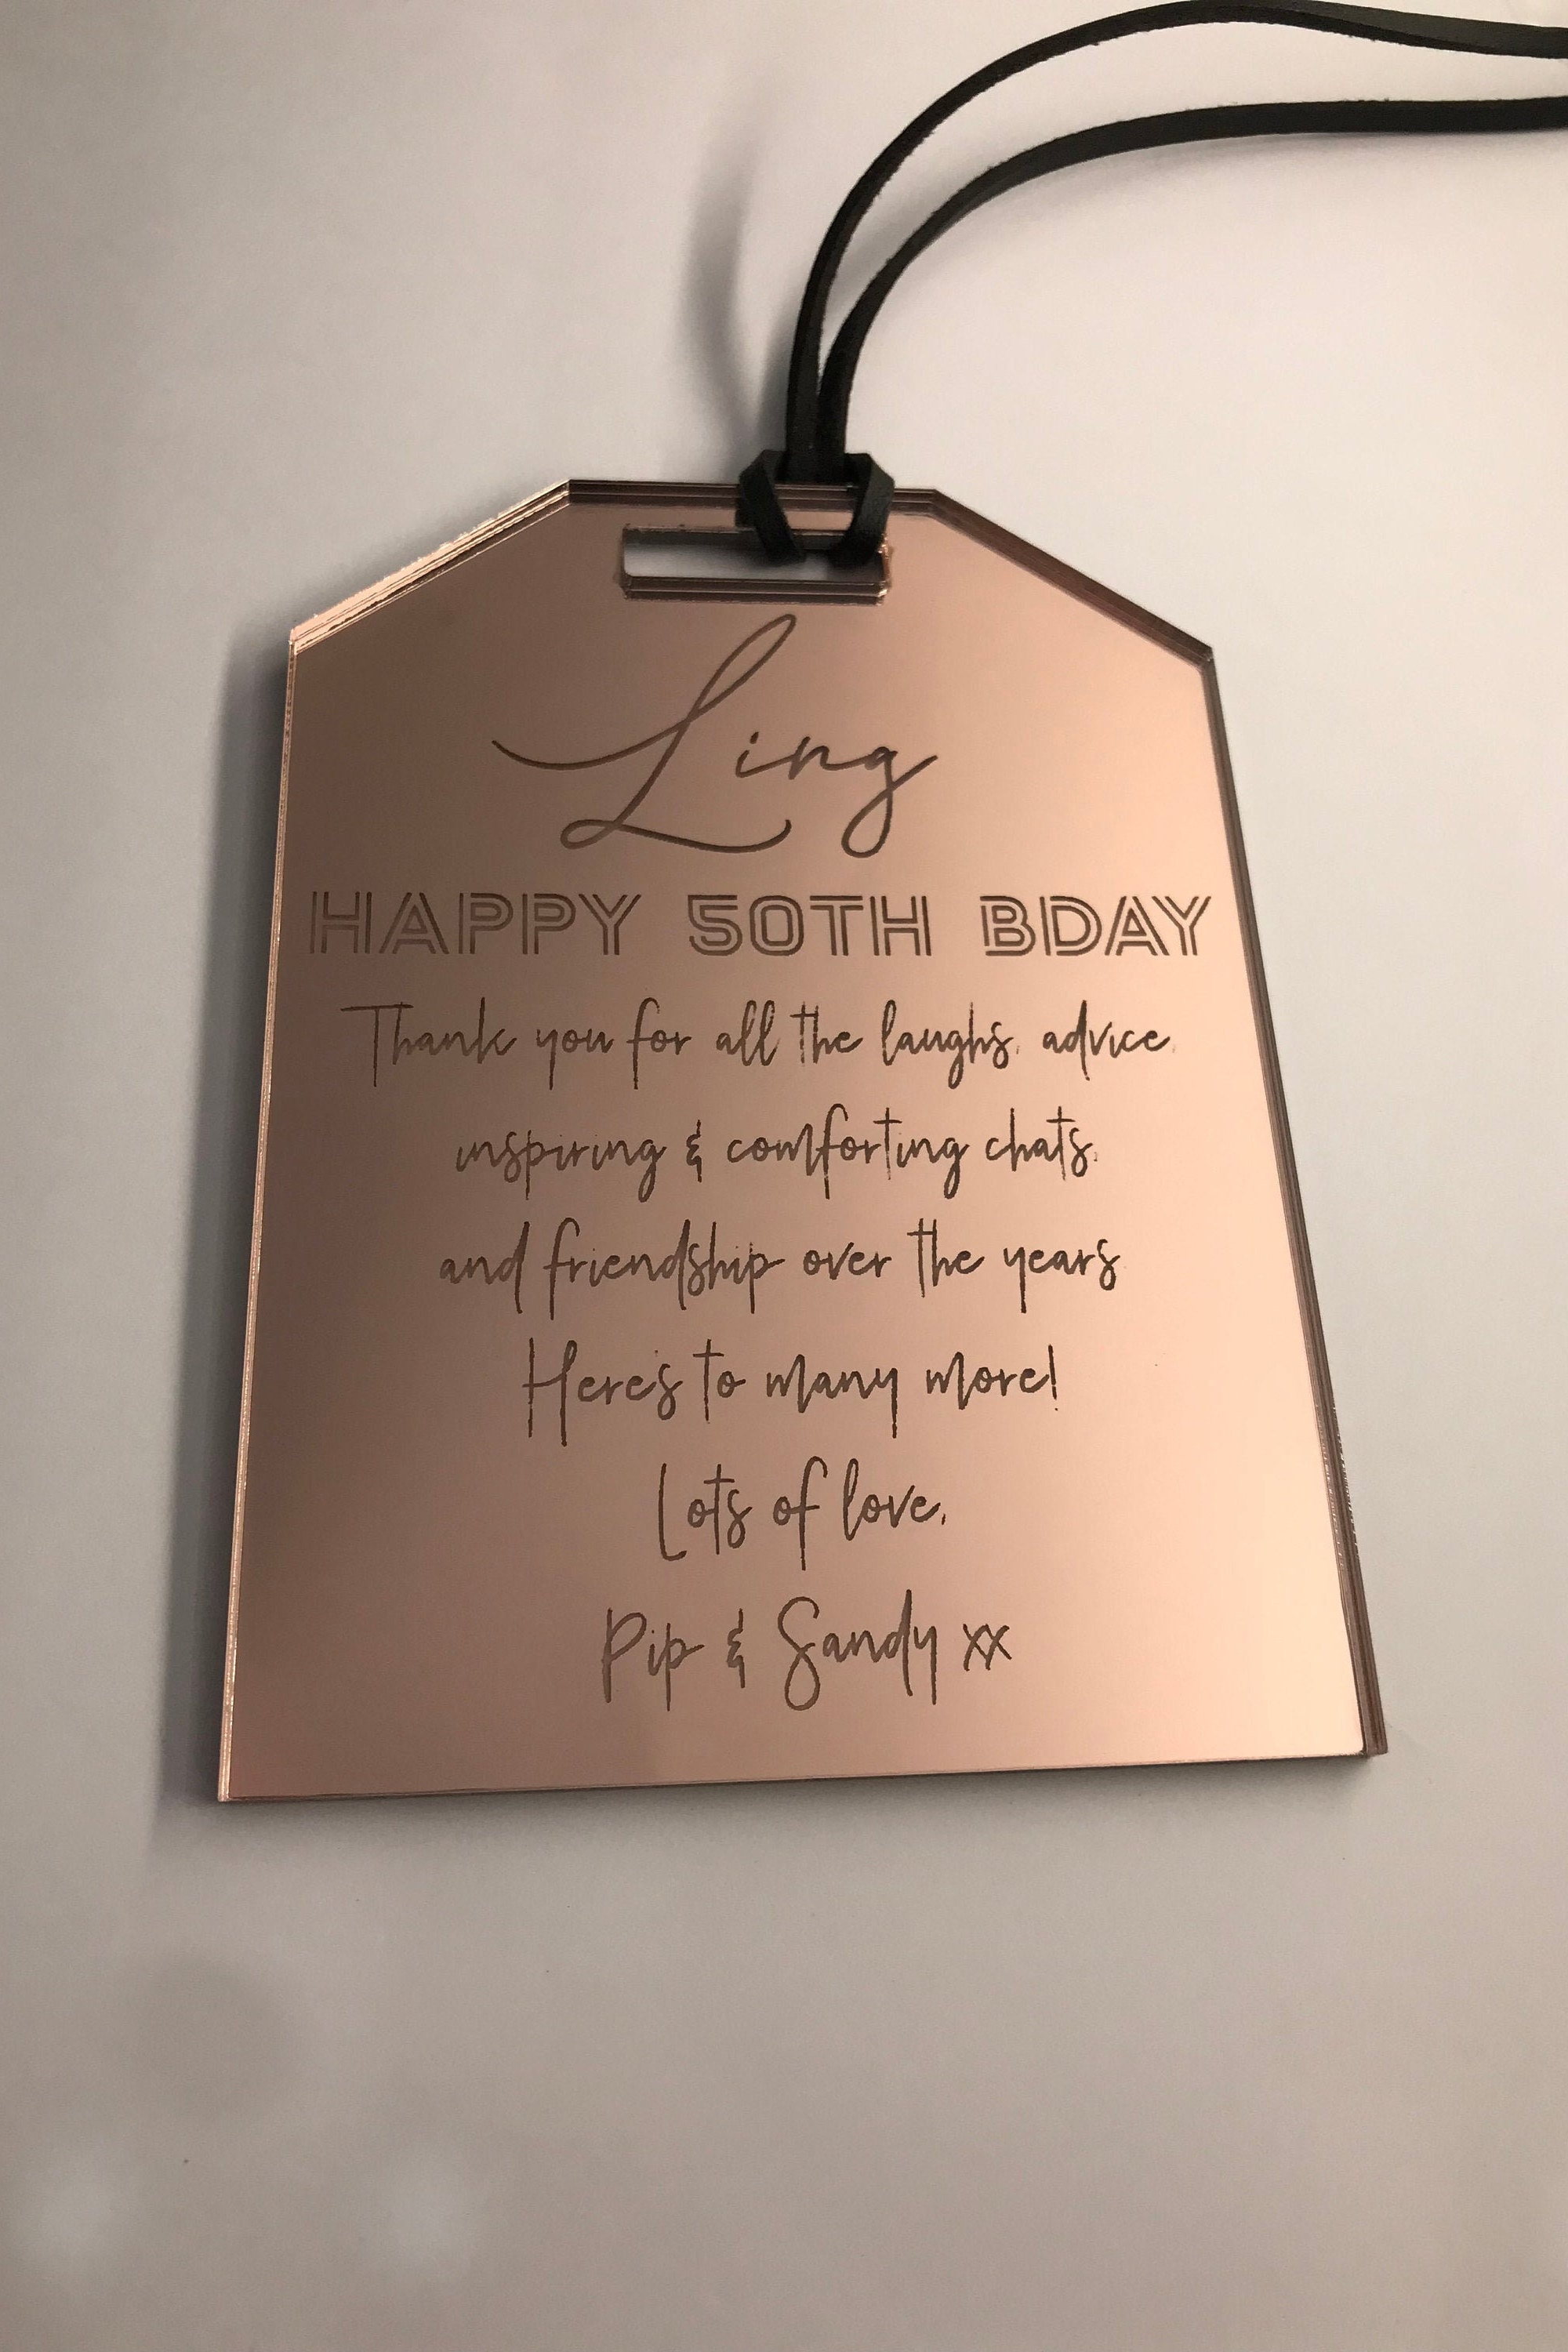 Ling
HAPPY 50TH BDAY
Thank you for all the laughs, advice,
inspiring & comforting chats,
and friendship over the years
Here's to many more!
Lots of love,
Pip & Sandy xx